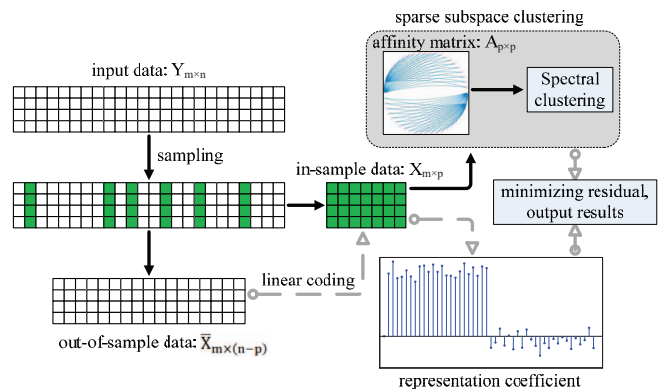 sparse subspace clustering
affinity matrix: Ap×p
input data: Ym×n
Spectral
clustering
sampling
in-sample data: Xm×p
minimizing residual,
output results
linear coding
out-of-sample data: X̅m×(n−p)
representation coefficient